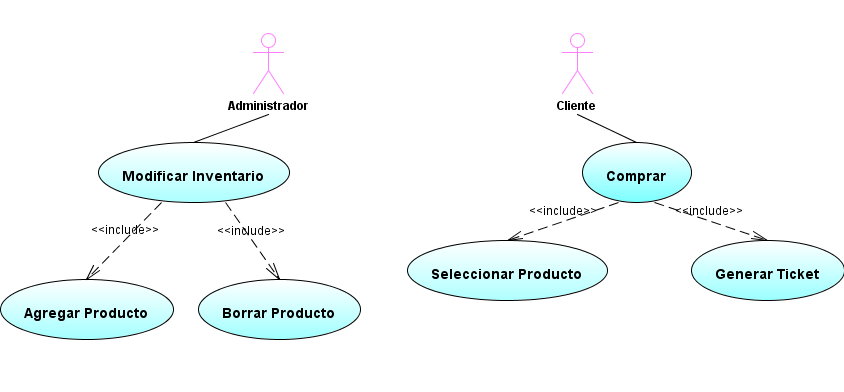 Administrador
Cliente
Modificar Inventario
Comprar
<<include>>
<<include>>
<<include>>
<<include>>
Seleccionar Producto
Generar Ticket
Agregar Producto
Borrar Producto